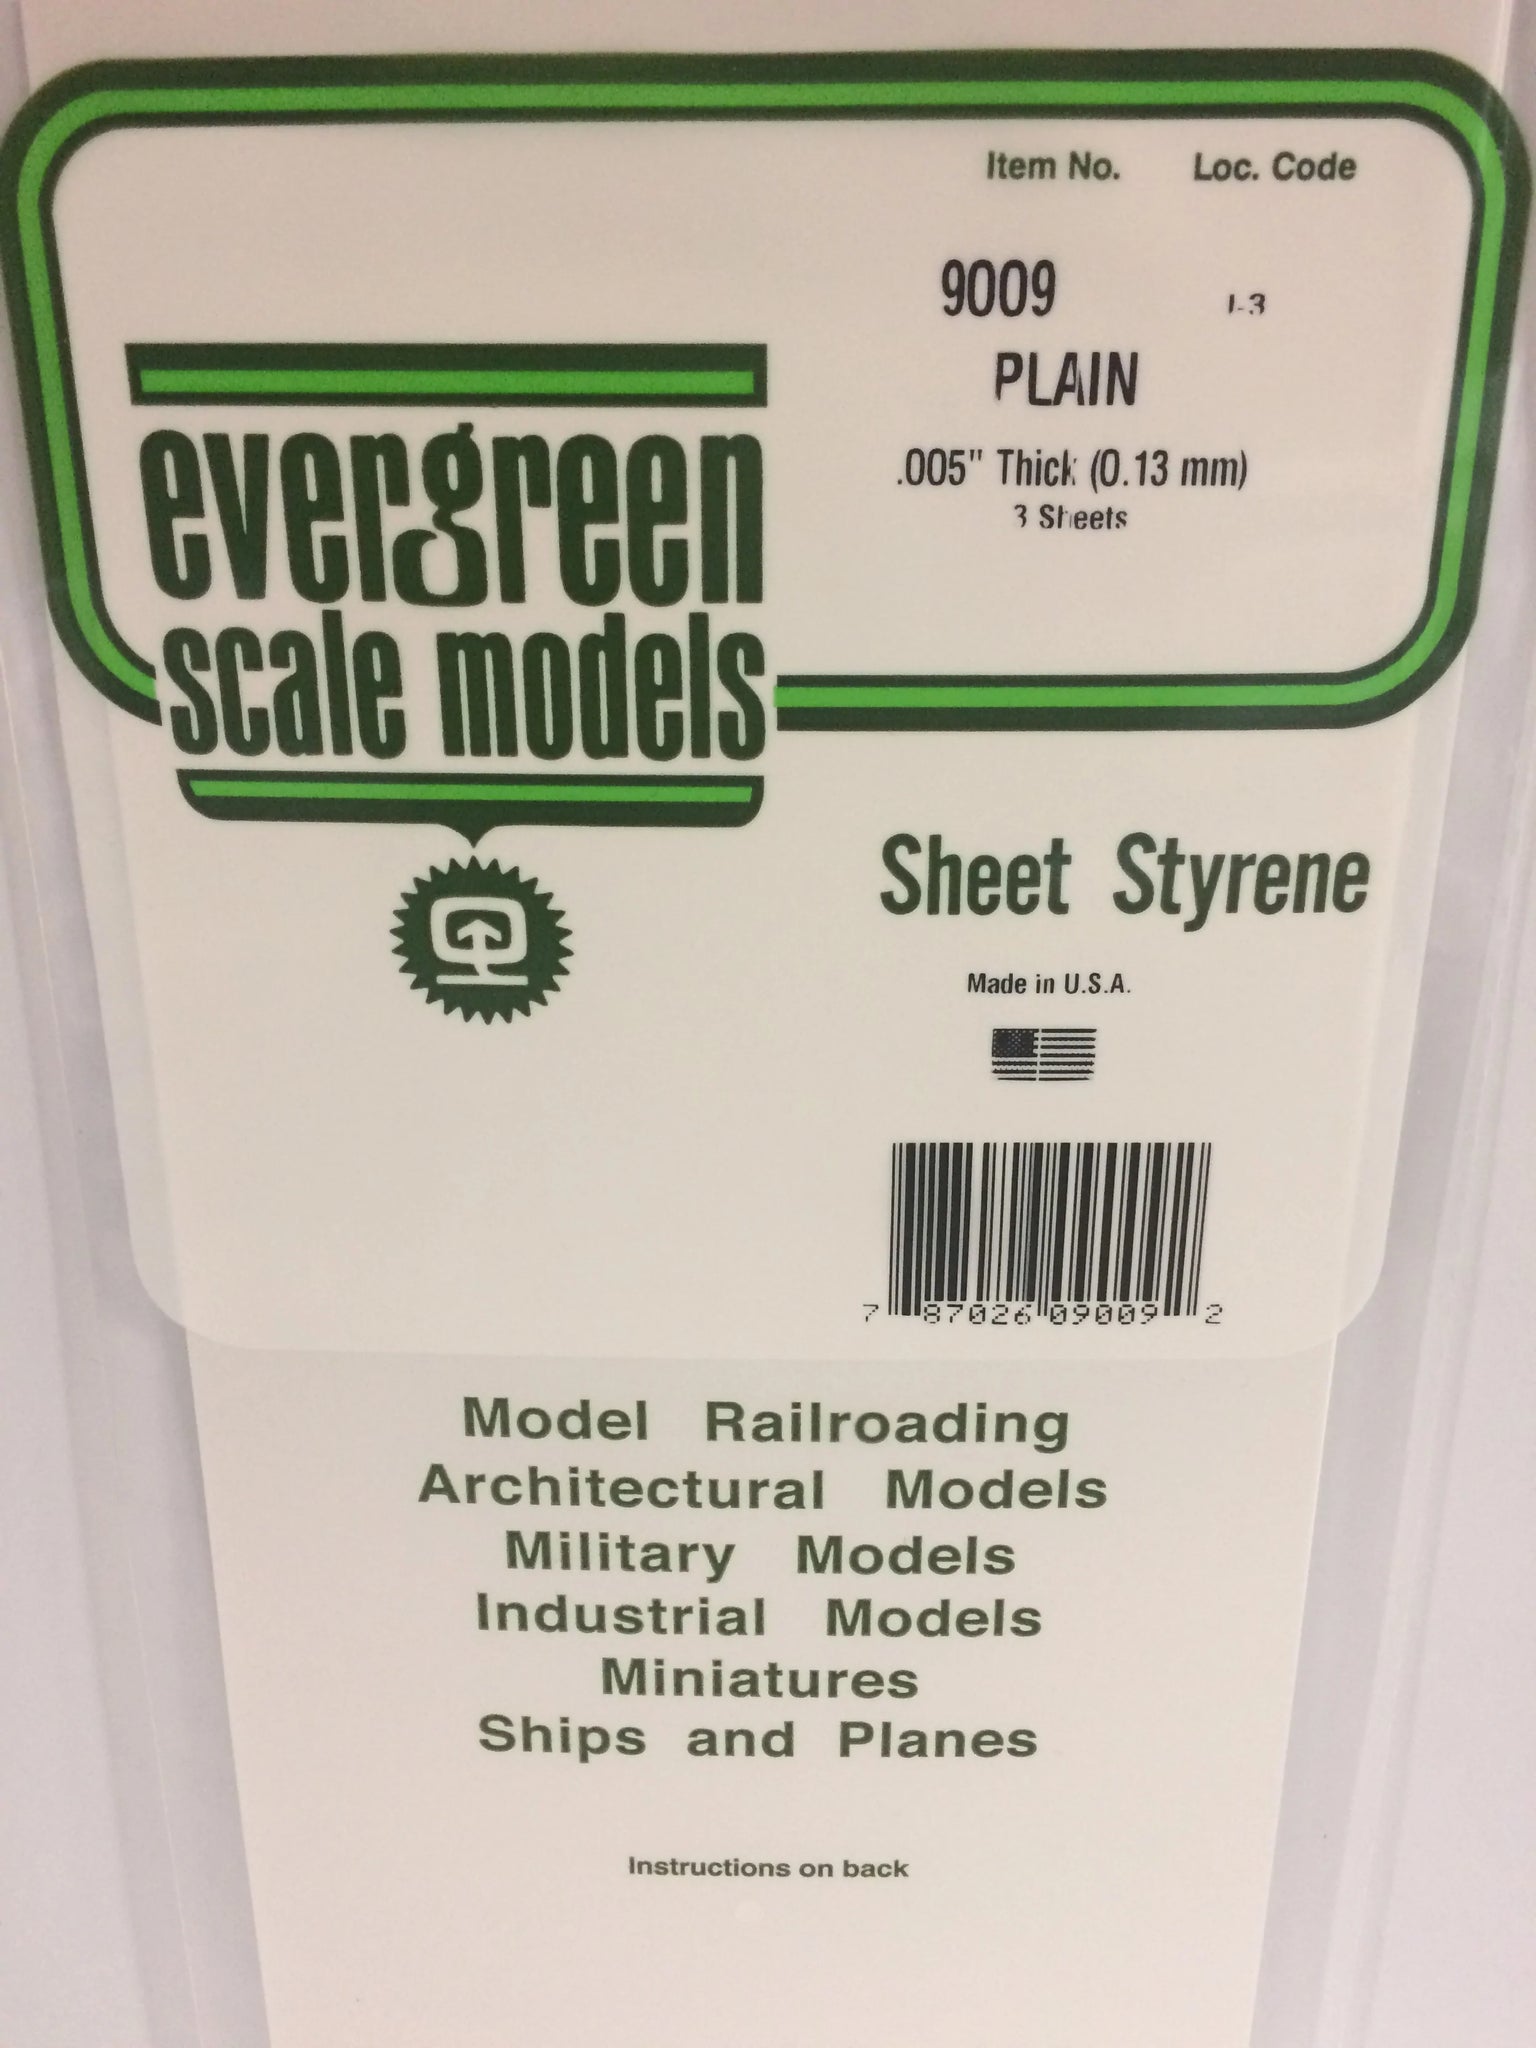 Item No. Loc. Code
9009 I-3
PLAIN
.005" Thick (0.13 mm)
3 Sheets
evergreen
scale models
Sheet Styrene
Made in U.S.A.
7 87026 09009 2
Model Railroading
Architectural Models
Military Models
Industrial Models
Miniatures
Ships and Planes
Instructions on back